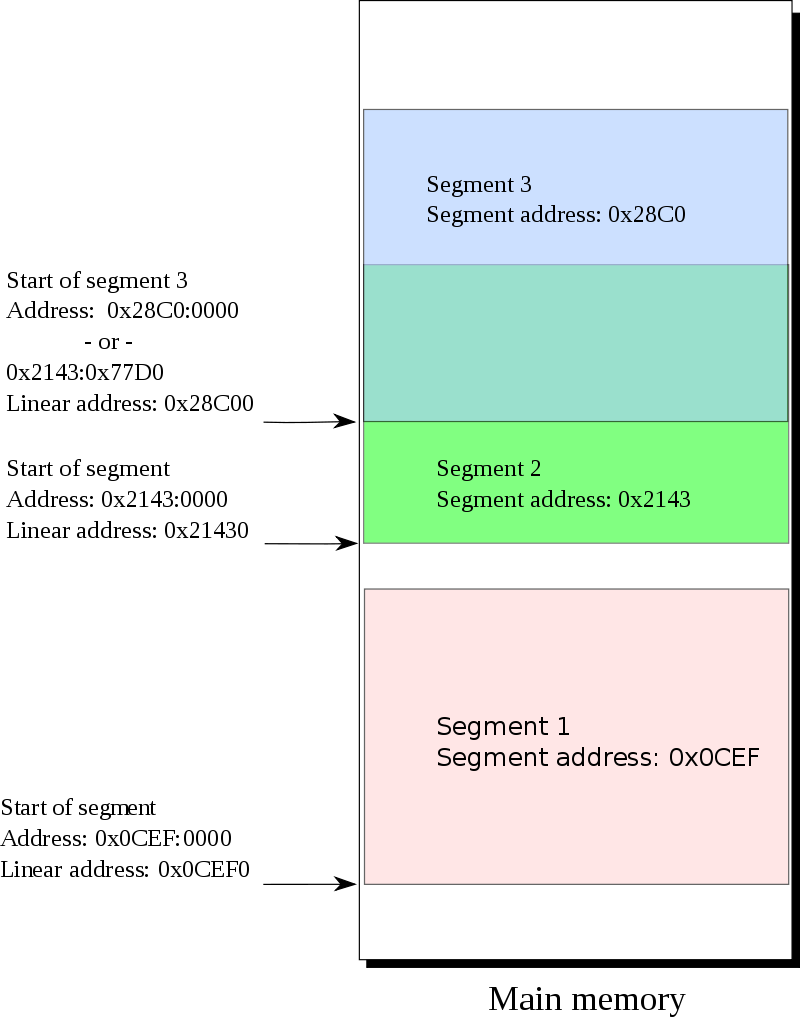 Segment 3
Segment address: 0x28C0
Start of segment 3
Address:  0x28C0:0000
- or -
0x2143:0x77D0
Linear address: 0x28C00
Start of segment
Address: 0x2143:0000
Linear address: 0x21430
Segment 2
Segment address: 0x2143
Segment 1
Segment address: 0x0CEF
Start of segment
Address: 0x0CEF:0000
Linear address: 0x0CEF0
Main memory